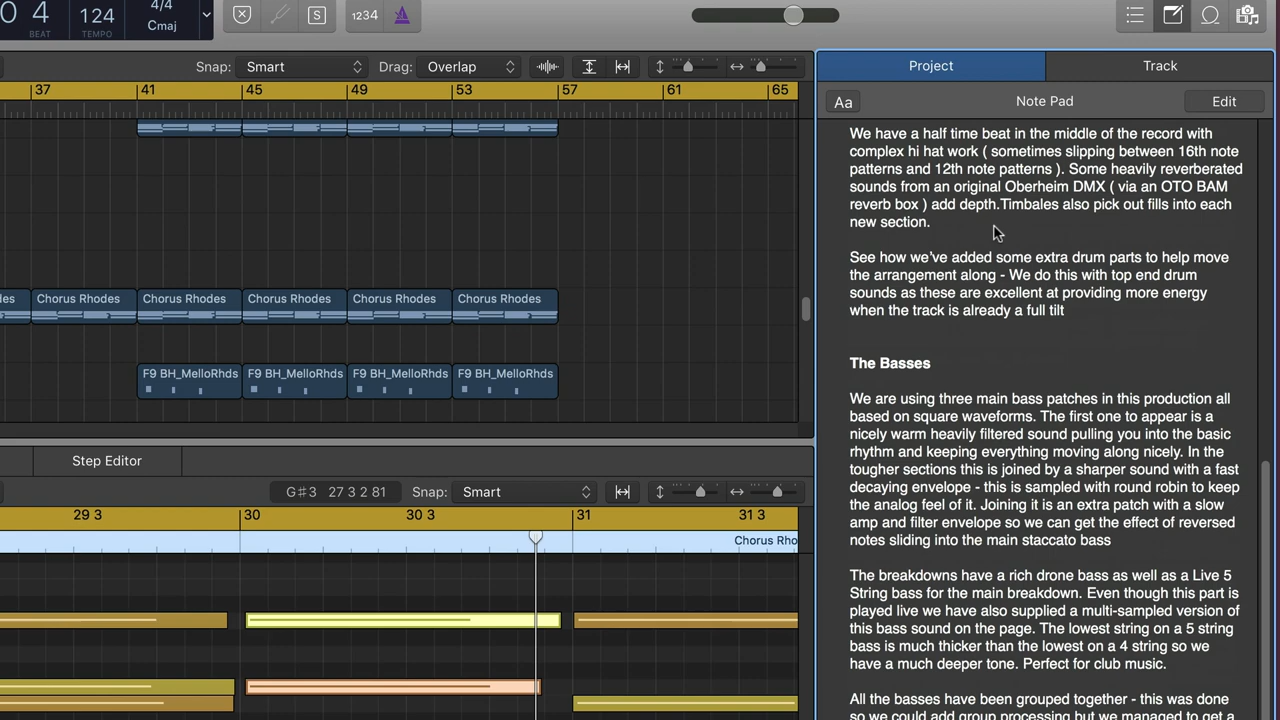 0 4
BEAT
124
TEMPO
4/4
Cmaj
S
1234
Snap:
Smart
Drag:
Overlap
37
41
45
49
53
57
61
65
Chorus Rhodes
Chorus Rhodes
Chorus Rhodes
Chorus Rhodes
Chorus Rhodes
F9 BH_MelloRhds
F9 BH_MelloRhds
F9 BH_MelloRhds
F9 BH_MelloRhds
Step Editor
G#3 27 3 2 81
Snap:
Smart
29 3
30
30 3
31
31 3
Chorus Rho
Project
Track
Aa
Note Pad
Edit
We have a half time beat in the middle of the record with
complex hi hat work ( sometimes slipping between 16th note
patterns and 12th note patterns ). Some heavily reverberated
sounds from an original Oberheim DMX ( via an OTO BAM
reverb box ) add depth.Timbales also pick out fills into each
new section.
See how we've added some extra drum parts to help move
the arrangement along - We do this with top end drum
sounds as these are excellent at providing more energy
when the track is already a full tilt
The Basses
We are using three main bass patches in this production all
based on square waveforms. The first one to appear is a
nicely warm heavily filtered sound pulling you into the basic
rhythm and keeping everything moving along nicely. In the
tougher sections this is joined by a sharper sound with a fast
decaying envelope - this is sampled with round robin to keep
the analog feel of it. Joining it is an extra patch with a slow
amp and filter envelope so we can get the effect of reversed
notes sliding into the main staccato bass
The breakdowns have a rich drone bass as well as a Live 5
String bass for the main breakdown. Even though this part is
played live we have also supplied a multi-sampled version of
this bass sound on the page. The lowest string on a 5 string
bass is much thicker than the lowest on a 4 string so we
have a much deeper tone. Perfect for club music.
All the basses have been grouped together - this was done
so we could add group processing but we managed to get a